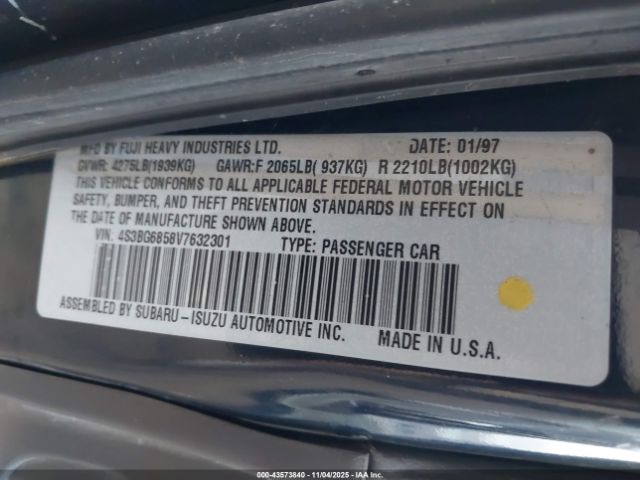 MFD BY FUJI HEAVY INDUSTRIES LTD. DATE: 01/97
GVWR: 4275LB(1939KG) GAWR:F 2065LB( 937KG) R 2210LB(1002KG)
THIS VEHICLE CONFORMS TO ALL APPLICABLE FEDERAL MOTOR VEHICLE
SAFETY, BUMPER, AND THEFT PREVENTION STANDARDS IN EFFECT ON
THE DATE OF MANUFACTURE SHOWN ABOVE.
VIN: 4S3BG6858V7632301 TYPE: PASSENGER CAR
ASSEMBLED BY SUBARU-ISUZU AUTOMOTIVE INC. MADE IN U.S.A.
000-43573840 - 11/04/2025 - IAAI.COM